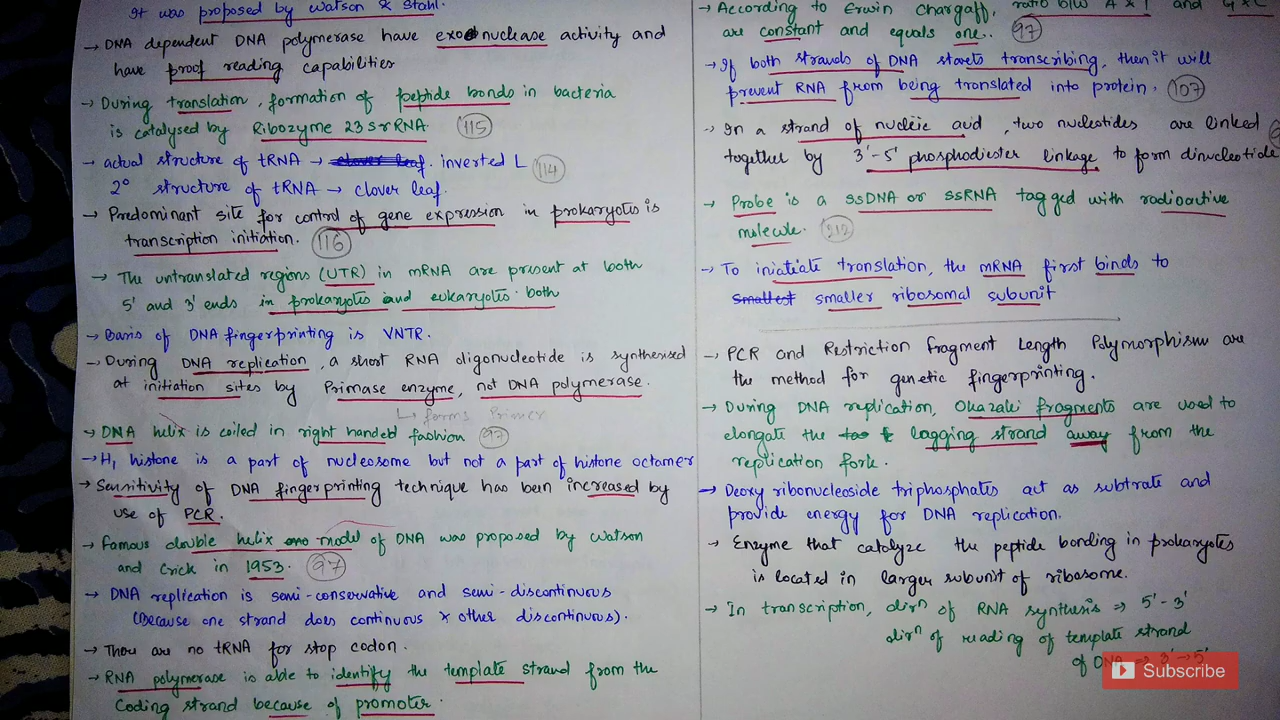 It was proposed by Watson & Stahl.
→ DNA dependent DNA polymerase have exonuclease activity and
have proof reading capabilities
→ During translation, formation of peptide bonds in bacteria
is catalysed by Ribozyme 23 srRNA. 115
→ actual structure of tRNA → clover leaf. inverted L
2° structure of tRNA → clover leaf. 114
→ Predominant site for control of gene expression in prokaryotes is
transcription initiation. 116
→ The untranslated regions (UTR) in mRNA are present at both
5' and 3' ends in prokaryotes and eukaryotes both
→ Basis of DNA fingerprinting is VNTR.
→ During DNA replication, a short RNA oligonucleotide is synthesised
at initiation sites by Primase enzyme, not DNA polymerase.
↳ forms Primer
→ DNA helix is coiled in right handed fashion 97
→ H1 histone is a part of nucleosome but not a part of histone octamer
→ Sensitivity of DNA fingerprinting technique has been increased by
use of PCR.
→ Famous double helix model of DNA was proposed by Watson
and Crick in 1953. 97
→ DNA replication is semi-conservative and semi-discontinuous
(Because one strand does continuous & other discontinuous).
→ There are no tRNA for stop codon.
→ RNA polymerase is able to identify the template strand from the
Coding strand because of promoter.
→ According to Erwin Chargaff, ratio b/w A & T and G & C
are constant and equals one. 97
→ If both strands of DNA starts transcribing, then it will
prevent RNA from being translated into protein. 107
→ In a strand of nucleic acid, two nucleotides are linked
together by 3'-5' phosphodiester linkage to form dinucleotide
→ Probe is a ssDNA or ssRNA tagged with radioactive
molecule. 212
→ To iniatiate translation, the mRNA first binds to
Smallest smaller ribosomal subunit
→ PCR and Restriction Fragment Length Polymorphism are
the method for genetic fingerprinting.
→ During DNA replication, Okazaki fragments are used to
elongate the lagging strand away from the
replication fork.
→ Deoxy ribonucleoside triphosphates act as subtrate and
provide energy for DNA replication.
→ Enzyme that catalyze the peptide bonding in prokaryotes
is located in larger subunit of ribosome.
→ In transcription, dirn of RNA synthesis ⇒ 5'-3'
dirn of reading of template strand
of DNA ⇒ 3'→5'
Subscribe